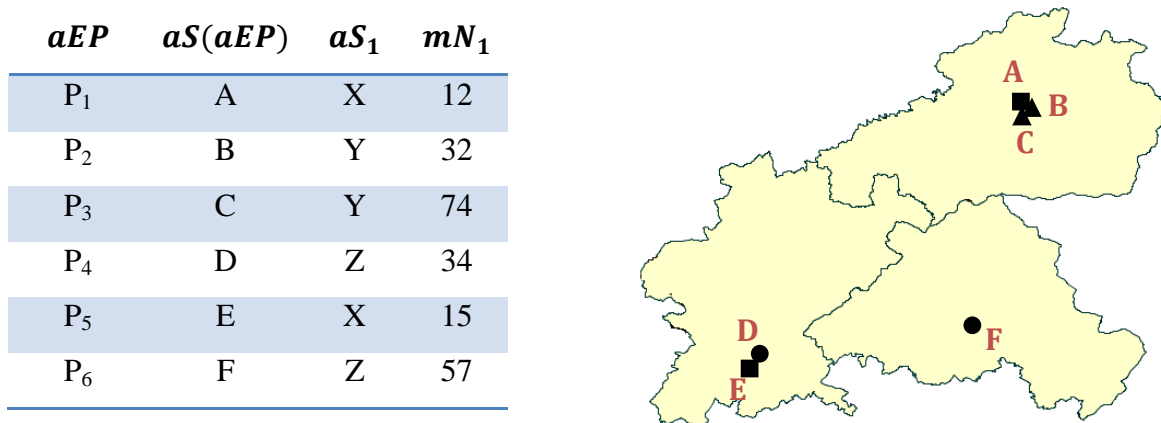 aEP aS(aEP) aS₁ mN₁
P₁ A X 12
P₂ B Y 32
P₃ C Y 74
P₄ D Z 34
P₅ E X 15
P₆ F Z 57
A
B
C
D
F
E